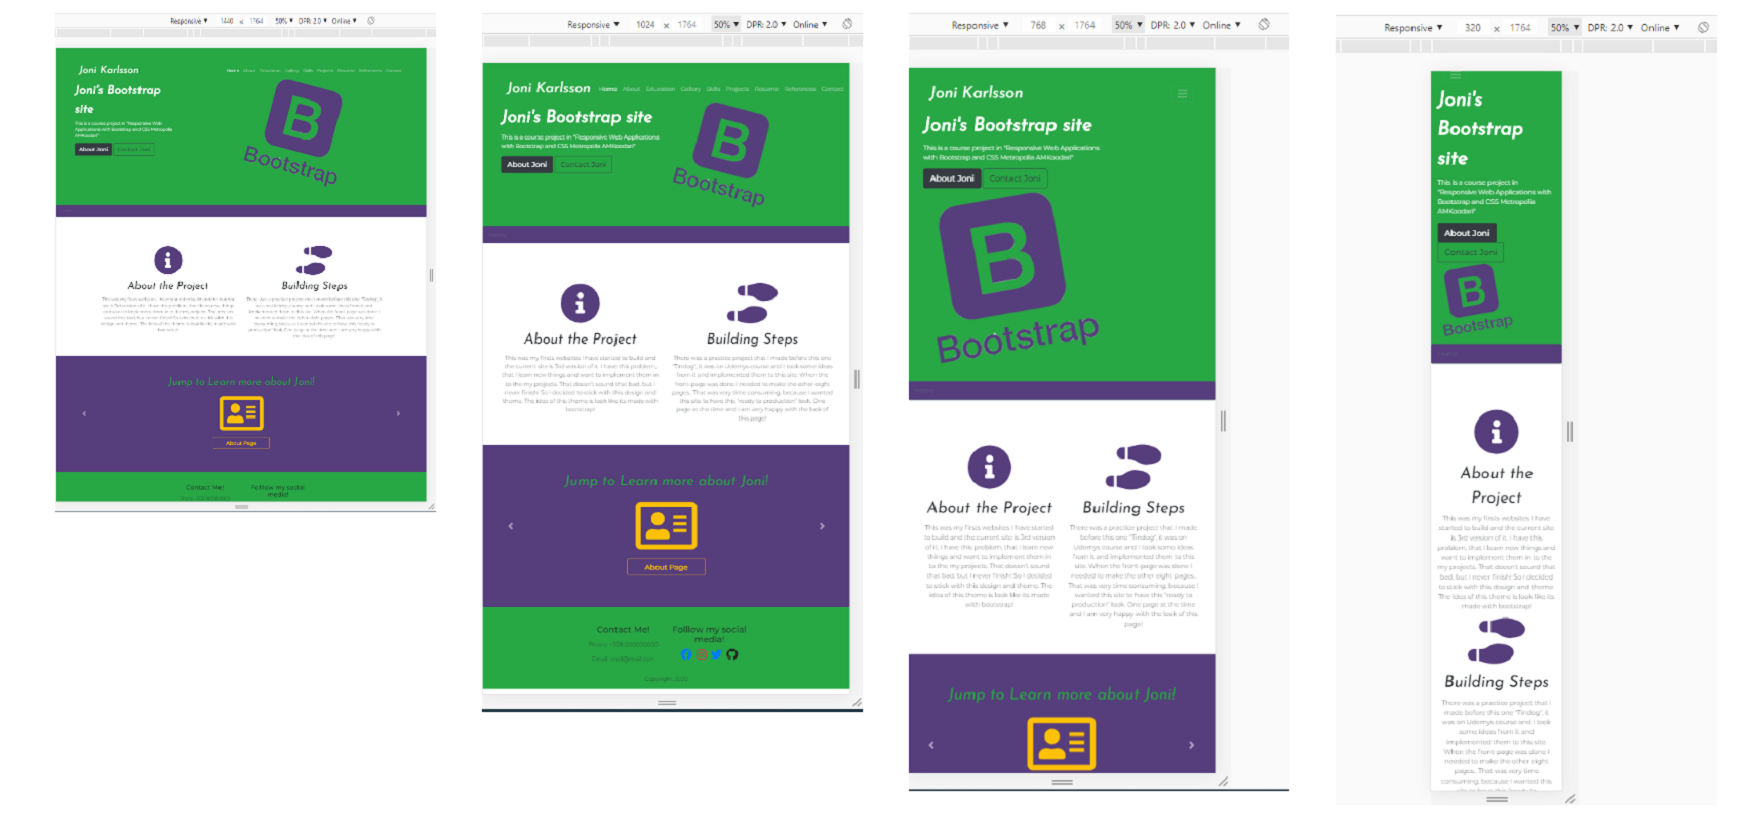 Responsive ▼ 1440 × 1764 50% ▼ DPR: 2.0 ▼ Online ▼
Joni Karlsson
Home About Education Gallery Skills Projects Resume References Contact
Joni's Bootstrap
site
This is a course project in "Responsive Web
Applications with Bootstrap and CSS Metropolia
AMKoodari"
About Joni Contact Joni
B
Bootstrap
About the Project
Building Steps
Jump to Learn more about Joni!
About Page
Contact Me!
Folllow my social
media!
Responsive ▼ 1024 × 1764 50% ▼ DPR: 2.0 ▼ Online ▼
Joni Karlsson Home About Education Gallery Skills Projects Resume References Contact
Joni's Bootstrap site
This is a course project in "Responsive Web Applications
with Bootstrap and CSS Metropolia AMKoodari"
About Joni Contact Joni
B
Bootstrap
About the Project
This was my firsts websites I have started to build and
the current site is 3rd version of it. I have this problem,
that I learn new things and want to implement them in
to the my projects. That doesn't sound that bad, but I
never finish! So I decided to stick with this design and
theme. The idea of this theme is look like its made with
bootstrap!
Building Steps
There was a practice project that I made before this one
"Tindog", it was on Udemys course and I took some ideas
from it and implemented them to this site. When the
front-page was done I needed to make the other eight
pages. That was very time consuming, because I wanted
this site to have this "ready to production" look. One
page at the time and I am very happy with the look of
this page!
Jump to Learn more about Joni!
About Page
Contact Me!
Folllow my social
media!
Copyright 2020
Responsive ▼ 768 × 1764 50% ▼ DPR: 2.0 ▼ Online ▼
Joni Karlsson
Joni's Bootstrap site
This is a course project in "Responsive Web Applications
with Bootstrap and CSS Metropolia AMKoodari"
About Joni Contact Joni
B
Bootstrap
About the Project
This was my firsts websites I have started
to build and the current site is 3rd version
of it. I have this problem, that I learn new
things and want to implement them in
to the my projects. That doesn't sound
that bad, but I never finish! So I decided
to stick with this design and theme. The
idea of this theme is look like its made
with bootstrap!
Building Steps
There was a practice project that I made
before this one "Tindog", it was on
Udemys course and I took some ideas
from it and implemented them to this
site. When the front-page was done I
needed to make the other eight pages.
That was very time consuming, because I
wanted this site to have this "ready to
production" look. One page at the time
and I am very happy with the look of this
page!
Jump to Learn more about Joni!
Responsive ▼ 320 × 1764 50% ▼ DPR: 2.0 ▼ Online ▼
Joni's
Bootstrap
site
This is a course project in
"Responsive Web Applications with
Bootstrap and CSS Metropolia
AMKoodari"
About Joni
Contact Joni
B
Bootstrap
About the
Project
This was my firsts websites I have
started to build and the current site
is 3rd version of it. I have this
problem, that I learn new things and
want to implement them in to the
my projects. That doesn't sound that
bad, but I never finish! So I decided
to stick with this design and theme.
The idea of this theme is look like its
made with bootstrap!
Building Steps
There was a practice project that I
made before this one "Tindog", it
was on Udemys course and I took
some ideas from it and
implemented them to this site.
When the front-page was done I
needed to make the other eight
pages. That was very time
consuming, because I wanted this